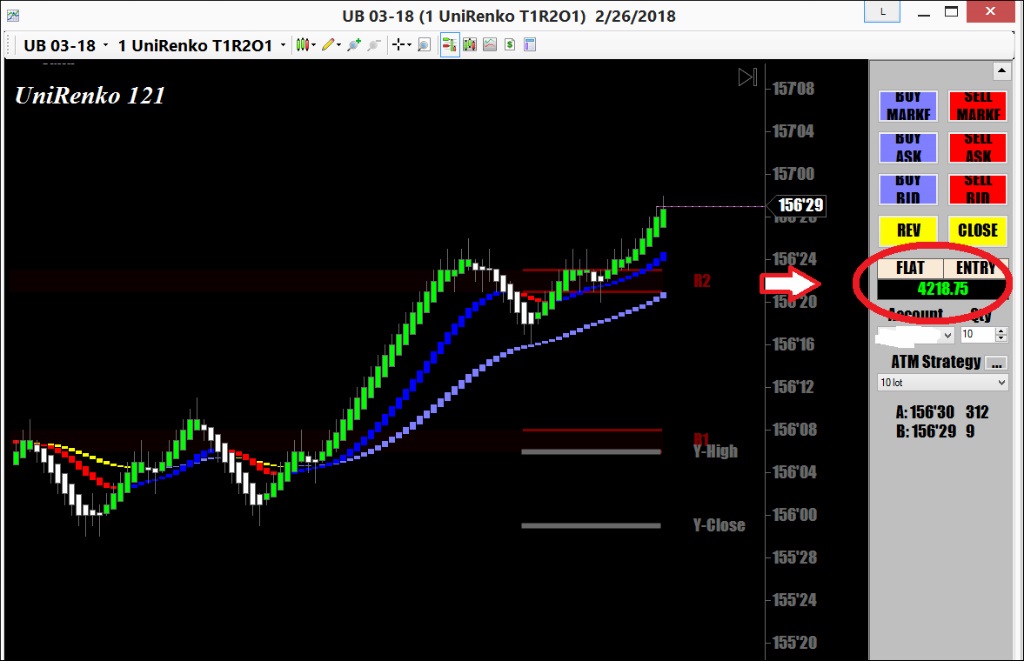 UB 03-18 (1 UniRenko T1R2O1) 2/26/2018
L
UB 03-18 1 UniRenko T1R2O1
$
UniRenko 121
157'08
157'04
157'00
156'29
156'24
156'20
156'16
156'12
156'08
156'04
156'00
155'28
155'24
155'20
R2
R1
Y-High
Y-Close
BUY MARKE
SELL MARKE
BUY ASK
SELL ASK
BUY BID
SELL BID
REV CLOSE
FLAT ENTRY
4218.75
Account Qty
10
ATM Strategy ...
10 lot
A: 156'30 312
B: 156'29 9